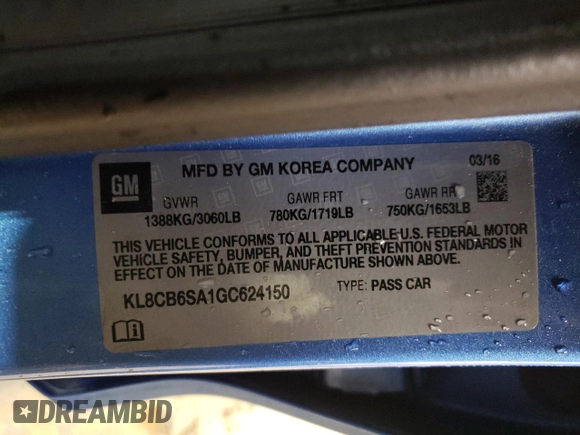 GM
MFD BY GM KOREA COMPANY
03/16
GVWR
GAWR FRT
GAWR RR
1388KG/3060LB
780KG/1719LB
750KG/1653LB
THIS VEHICLE CONFORMS TO ALL APPLICABLE U.S. FEDERAL MOTOR
VEHICLE SAFETY, BUMPER, AND THEFT PREVENTION STANDARDS IN
EFFECT ON THE DATE OF MANUFACTURE SHOWN ABOVE.
KL8CB6SA1GC624150
TYPE: PASS CAR
DREAMBID